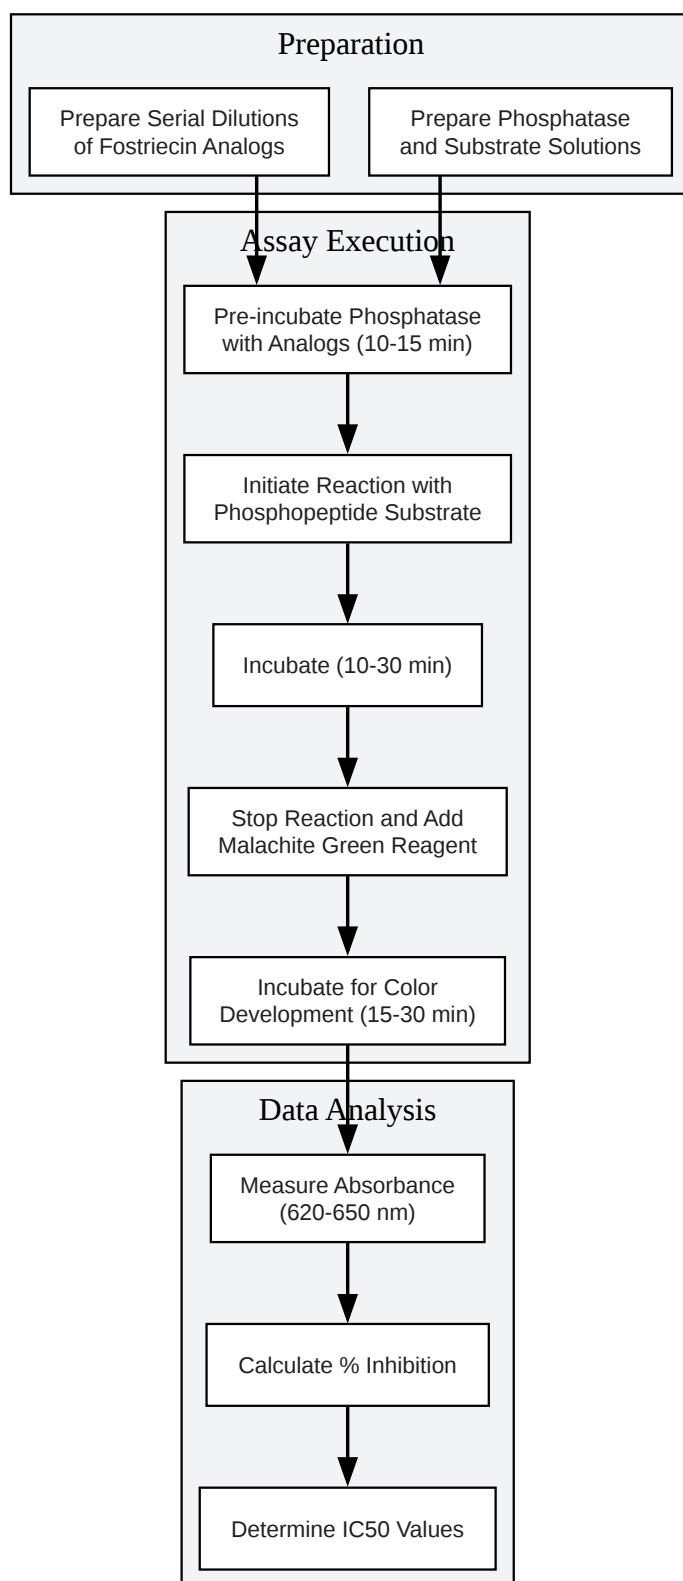 Preparation
Prepare Serial Dilutions
of Fostriecin Analogs
Prepare Phosphatase
and Substrate Solutions
Assay Execution
Pre-incubate Phosphatase
with Analogs (10-15 min)
Initiate Reaction with
Phosphopeptide Substrate
Incubate (10-30 min)
Stop Reaction and Add
Malachite Green Reagent
Incubate for Color
Development (15-30 min)
Data Analysis
Measure Absorbance
(620-650 nm)
Calculate % Inhibition
Determine IC50 Values